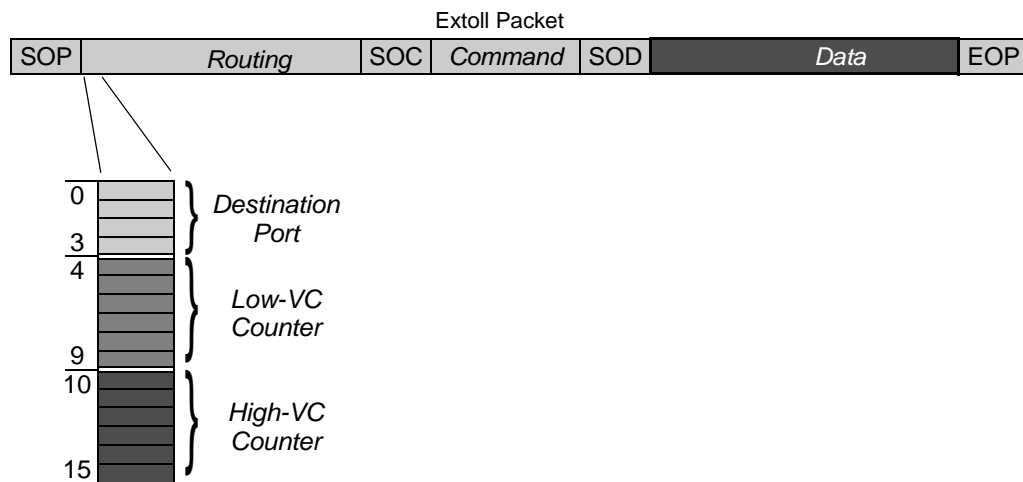 Extoll Packet
SOP Routing SOC Command SOD Data EOP
0
Destination
Port
3
4
Low-VC
Counter
9
10
High-VC
Counter
15